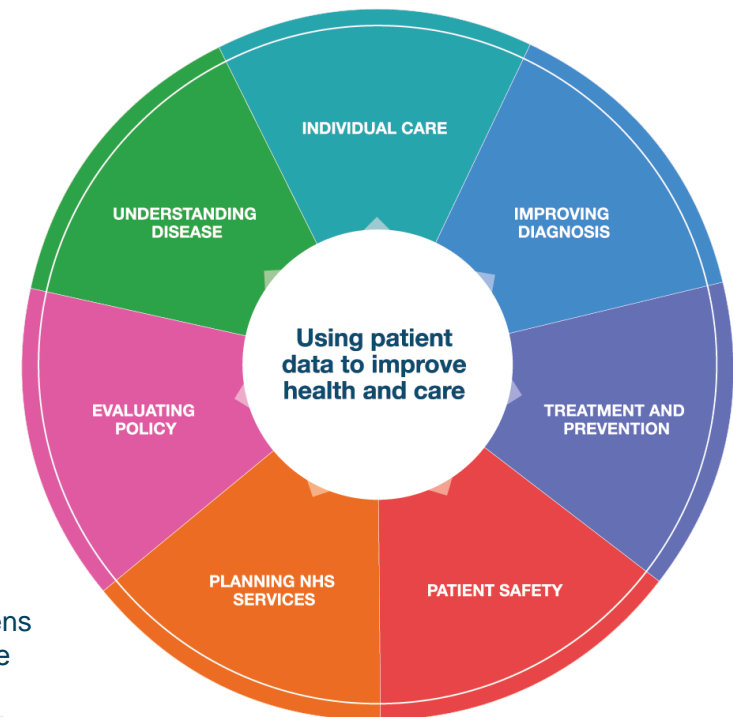 INDIVIDUAL CARE
IMPROVING
DIAGNOSIS
TREATMENT AND
PREVENTION
PATIENT SAFETY
PLANNING NHS
SERVICES
EVALUATING
POLICY
UNDERSTANDING
DISEASE
Using patient
data to improve
health and care